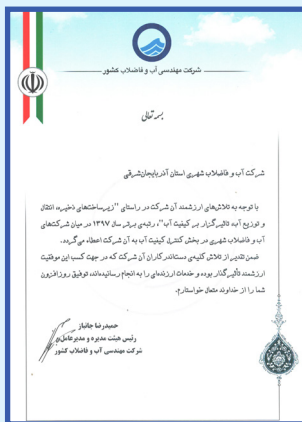 شرکت مهندسی آب و فاضلاب کشور
بسمه تعالی
شرکت آب و فاضلاب شهری استان آذربایجان‌شرقی
با توجه به تلاش‌های ارزشمند آن شرکت در راستای "زیرساختهای ذخیره، انتقال
و توزیع آب، تاثیرگذار بر کیفیت آب"، رتبه‌ی برتر سال ۱۳۹۷ در میان شرکت‌های
آب و فاضلاب شهری در بخش کنترل کیفیت آب به آن شرکت اعطاء می‌گردد.
ضمن تقدیر از تلاش کلیه‌ی دست‌اندرکاران آن شرکت که در جهت کسب این موفقیت
ارزشمند تأثیرگذار بوده و خدمات ارزنده‌ای را به انجام رسانیده‌اند، توفیق روزافزون
شما را از خداوند متعال خواستارم.
حمیدرضا جانباز
رئیس هیئت مدیره و مدیرعامل
شرکت مهندسی آب و فاضلاب کشور